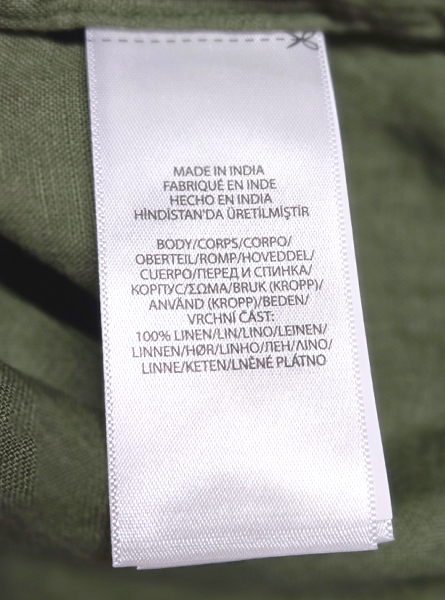 MADE IN INDIA
FABRIQUÉ EN INDE
HECHO EN INDIA
HİNDİSTAN'DA ÜRETİLMİŞTİR
BODY/CORPS/CORPO/
OBERTEIL/ROMP/HOVEDDEL/
CUERPO/ПЕРЕД И СПИНКА/
КОРПУС/ΣΩΜΑ/BRUK (KROPP)/
ANVÄND (KROPP)/BEDEN/
VRCHNÍ ČÁST:
100% LINEN/LIN/LINO/LEINEN/
LINNEN/HØR/LINHO/ЛЕН/ΛΙΝΟ/
LINNE/KETEN/LNĚNÉ PLÁTNO